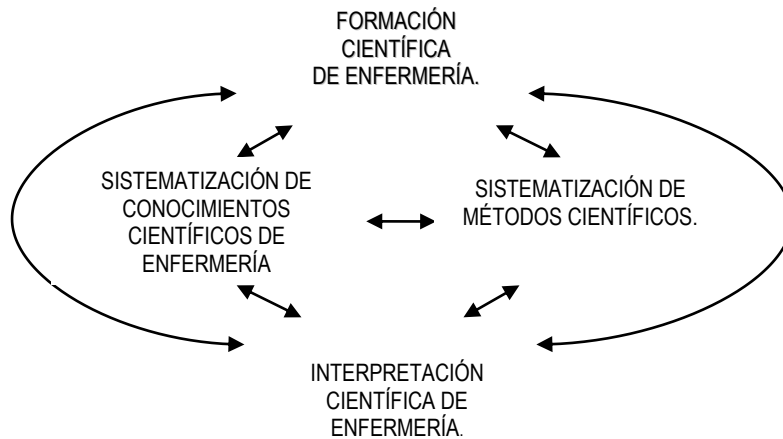 FORMACIÓN
CIENTÍFICA
DE ENFERMERÍA.
SISTEMATIZACIÓN DE
CONOCIMIENTOS
CIENTÍFICOS DE
ENFERMERÍA
SISTEMATIZACIÓN DE
MÉTODOS CIENTÍFICOS.
INTERPRETACIÓN
CIENTÍFICA DE
ENFERMERÍA.